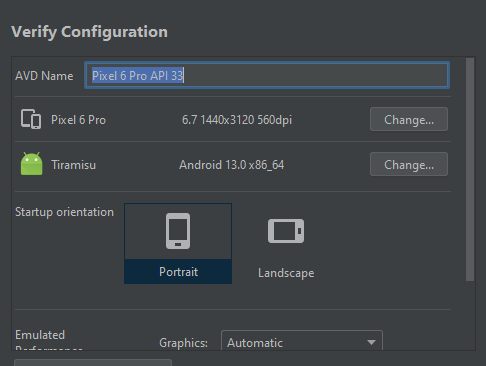 Verify Configuration
AVD Name Pixel 6 Pro API 33
Pixel 6 Pro 6.7 1440x3120 560dpi Change...
Tiramisu Android 13.0 x86_64 Change...
Startup orientation
Portrait Landscape
Emulated
Performance Graphics: Automatic